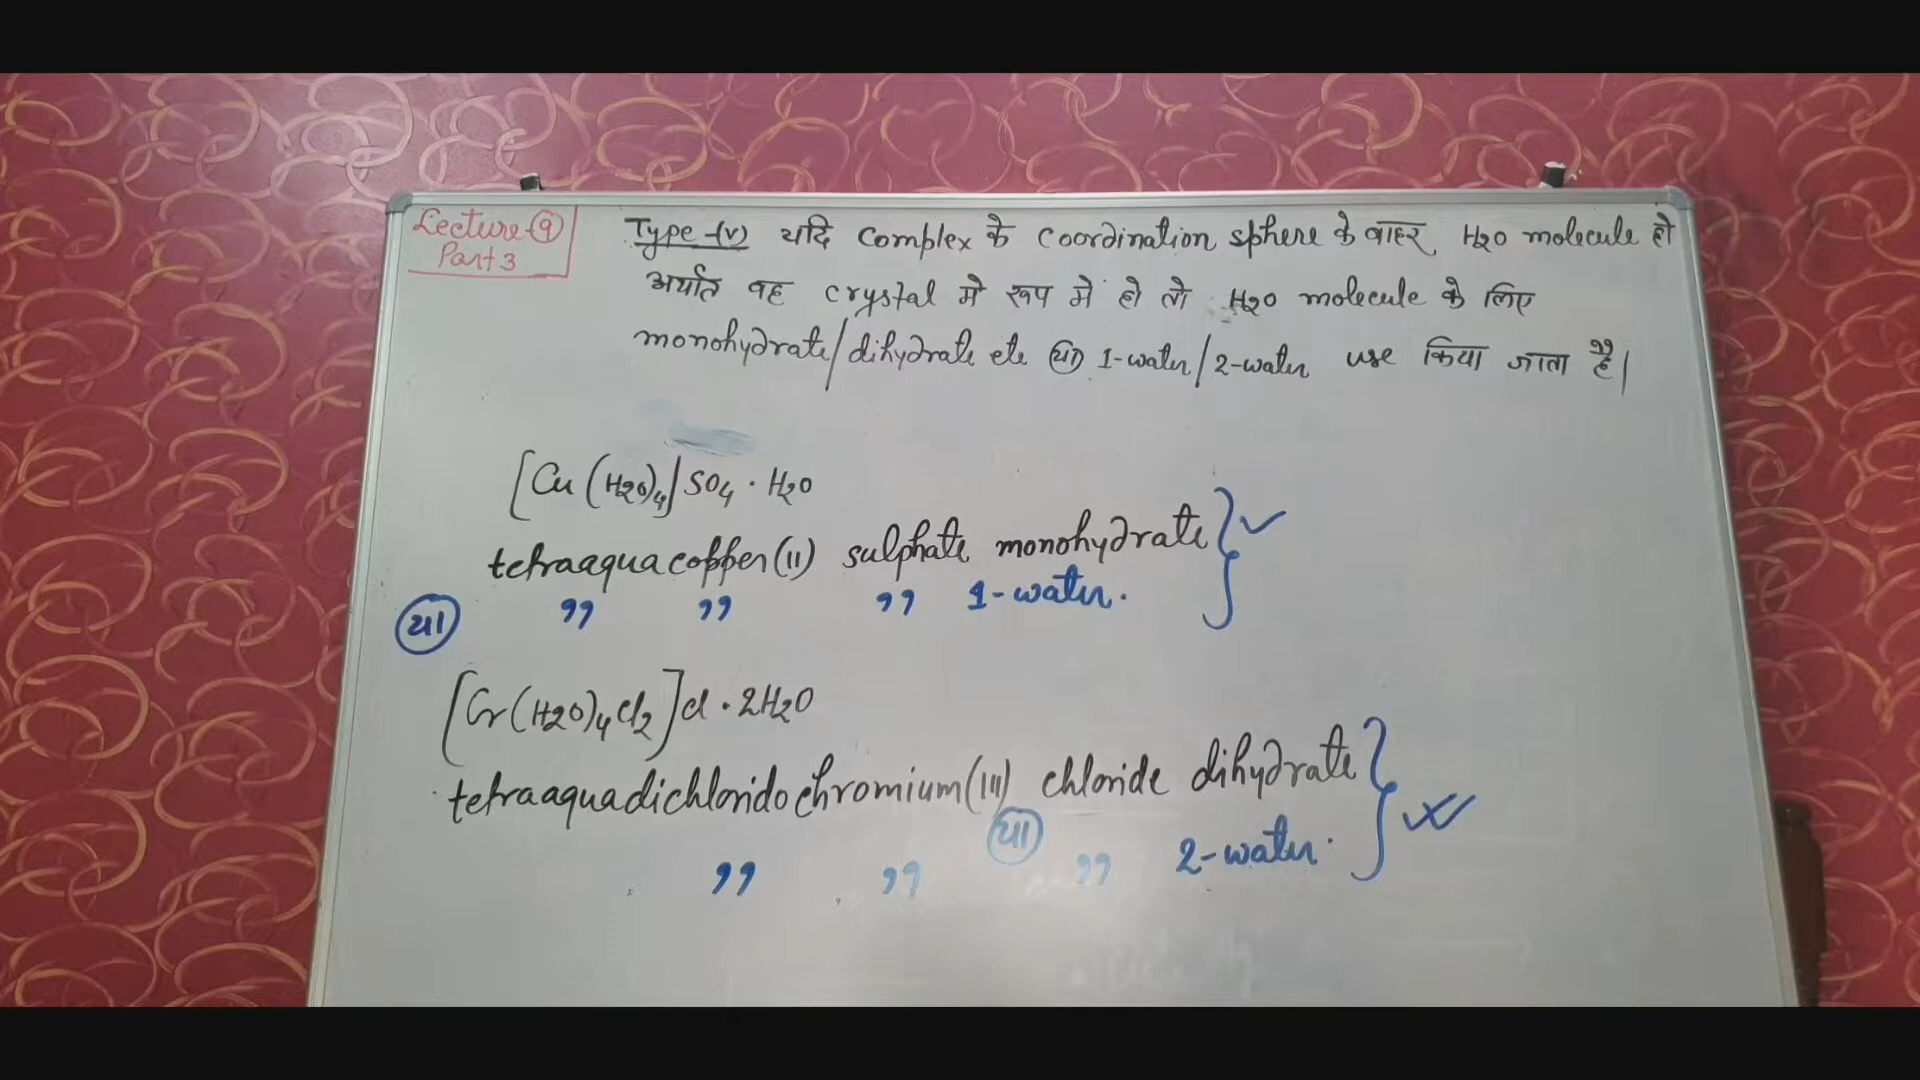 Lecture-9
Part 3
Type-(v) यदि complex के coordination sphere के बाहर H2O molecule हो
अर्थात वह crystal मे रूप में हो तो H2O molecule के लिए
monohydrate/dihydrate etc (या) 1-water/2-water use किया जाता है|
[Cu(H2O)4]SO4 · H2O
tetraaquacopper(II) sulphate monohydrate
(या) ,, ,, ,, 1-water.
[Cr(H2O)4Cl2]Cl · 2H2O
tetraaquadichloridochromium(III) chloride dihydrate
(या)
,, ,, ,, 2-water.